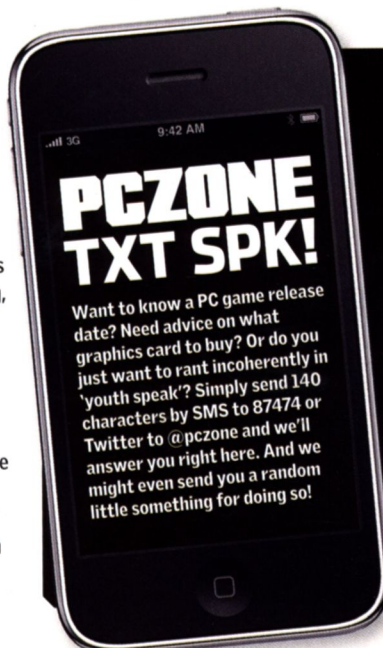 3G
9:42 AM
PCZONE
TXT SPK!
Want to know a PC game release
date? Need advice on what
graphics card to buy? Or do you
just want to rant incoherently in
'youth speak'? Simply send 140
characters by SMS to 87474 or
Twitter to @pczone and we'll
answer you right here. And we
might even send you a random
little something for doing so!